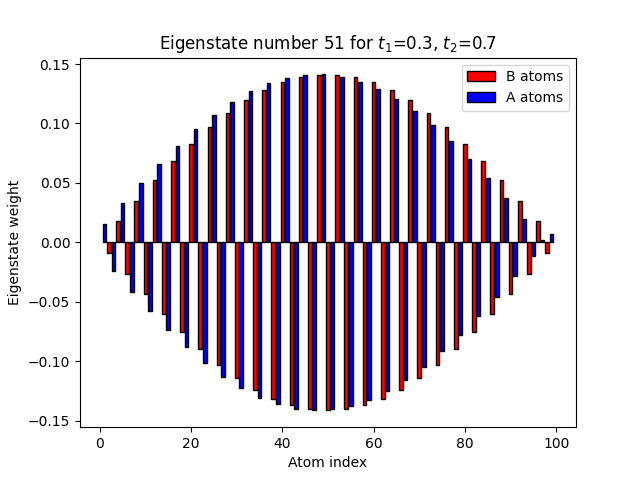 Eigenstate number 51 for t₁=0.3, t₂=0.7
B atoms
A atoms
Eigenstate weight
0.15
0.10
0.05
0.00
−0.05
−0.10
−0.15
0 20 40 60 80 100
Atom index